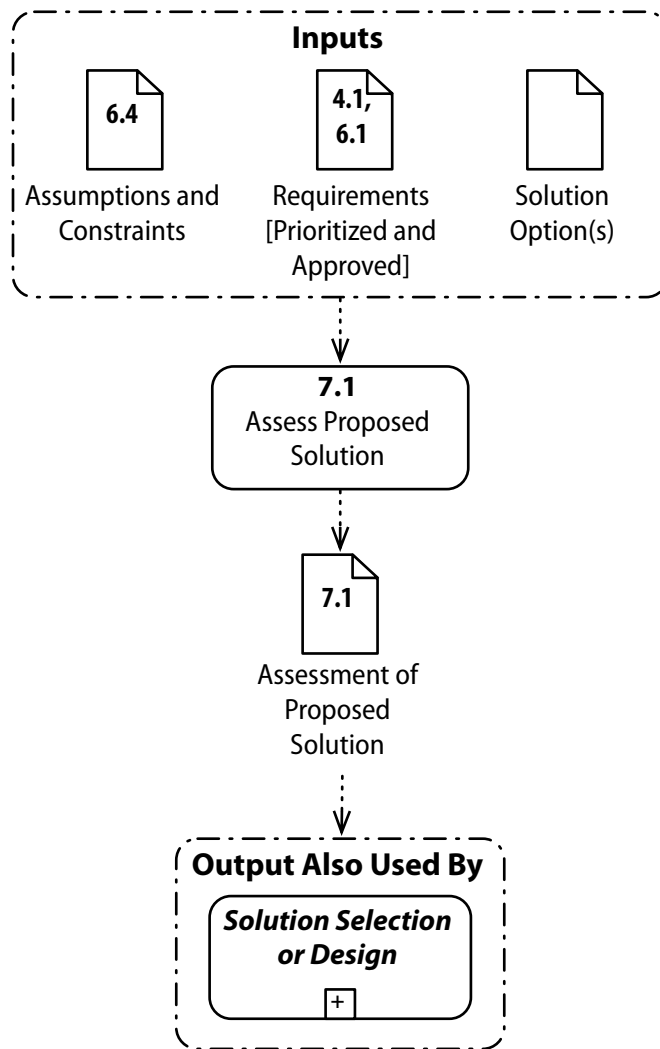 Inputs
6.4
Assumptions and
Constraints
4.1,
6.1
Requirements
[Prioritized and
Approved]
Solution
Option(s)
7.1
Assess Proposed
Solution
7.1
Assessment of
Proposed
Solution
Output Also Used By
Solution Selection
or Design
+